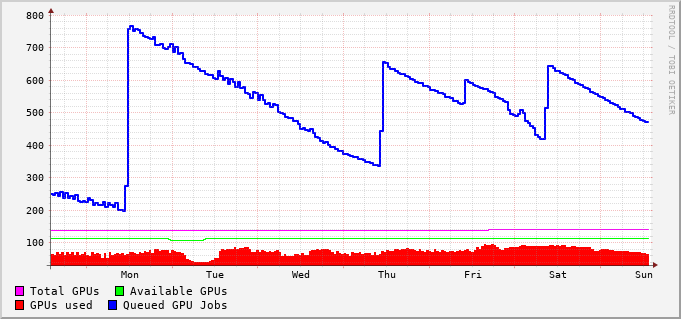 800
700
600
500
400
300
200
100
Mon Tue Wed Thu Fri Sat Sun
Total GPUs Available GPUs
GPUs used Queued GPU Jobs
RRDTOOL / TOBI OETIKER